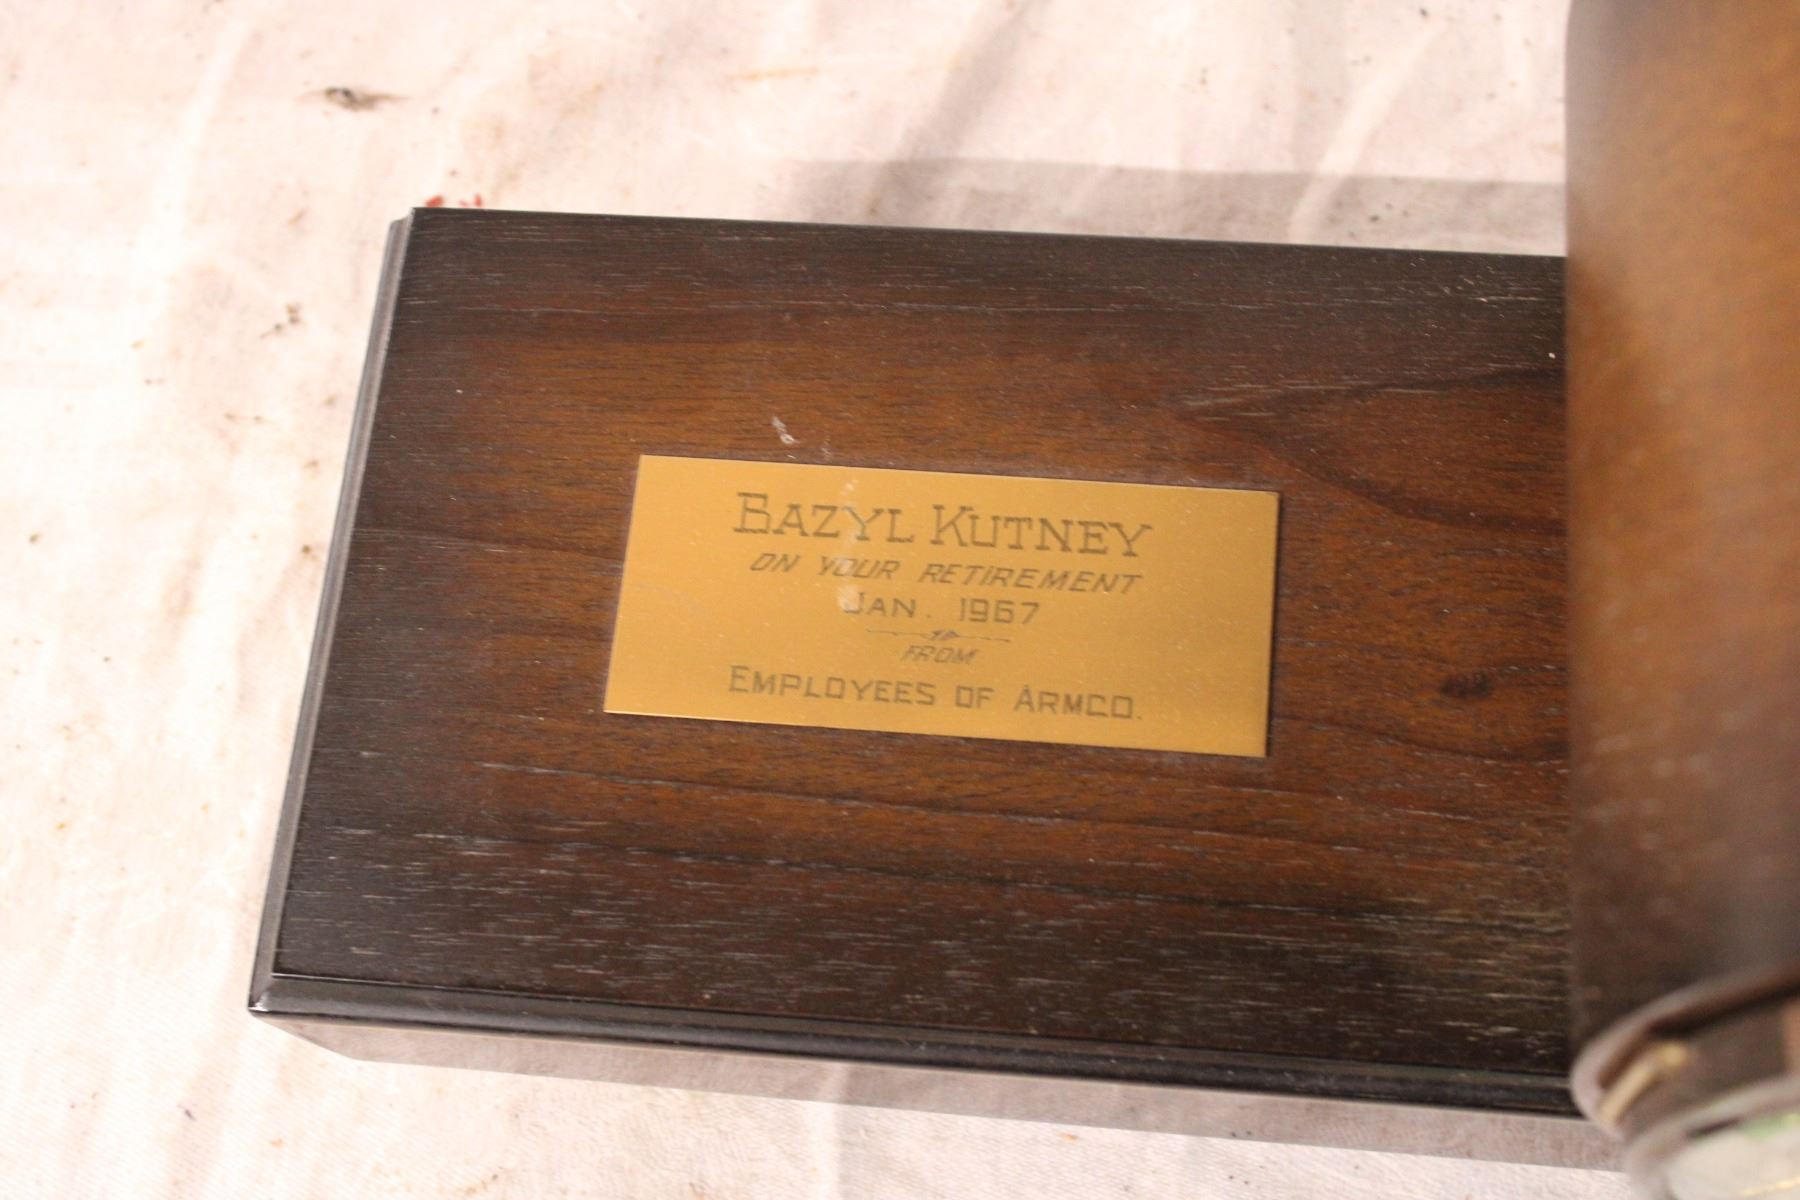 BAZYL KUTNEY
ON YOUR RETIREMENT
JAN. 1967
FROM
EMPLOYEES OF ARMCO.